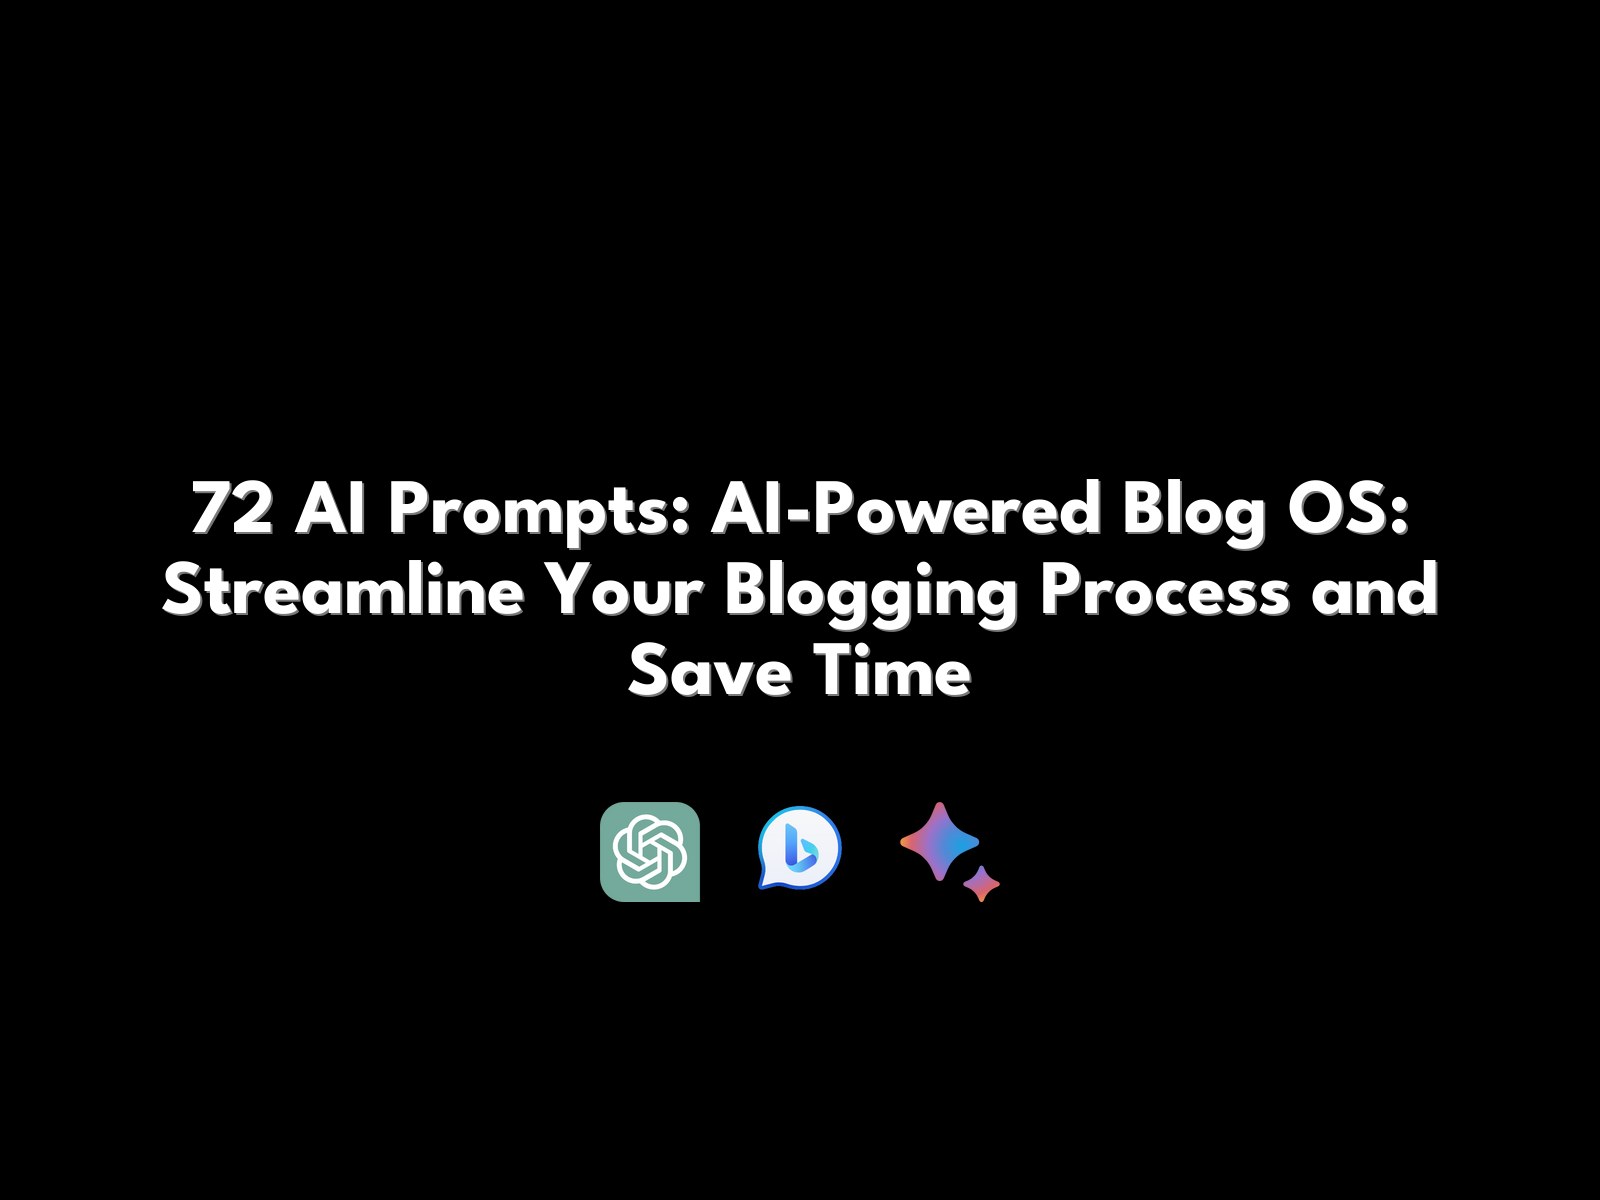 72 AI Prompts: AI-Powered Blog OS:
Streamline Your Blogging Process and
Save Time